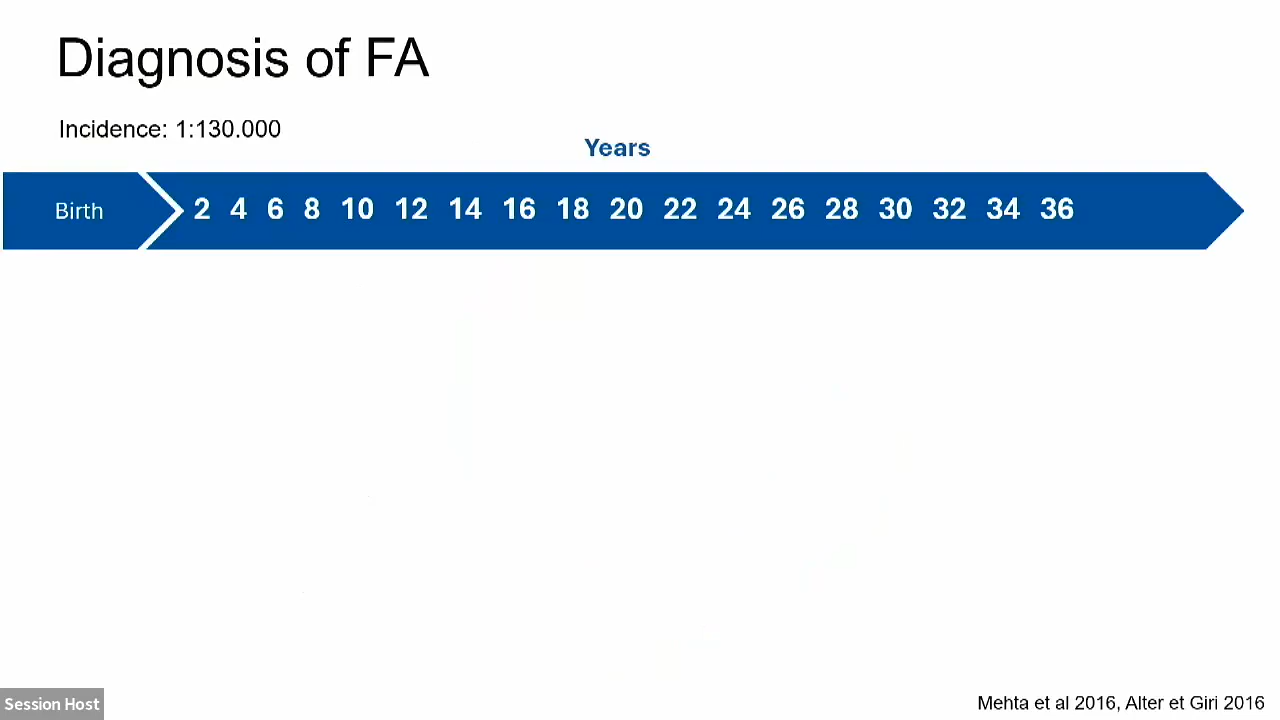 Diagnosis of FA
Incidence: 1:130.000
Years
Birth 2 4 6 8 10 12 14 16 18 20 22 24 26 28 30 32 34 36
Session Host
Mehta et al 2016, Alter et Giri 2016